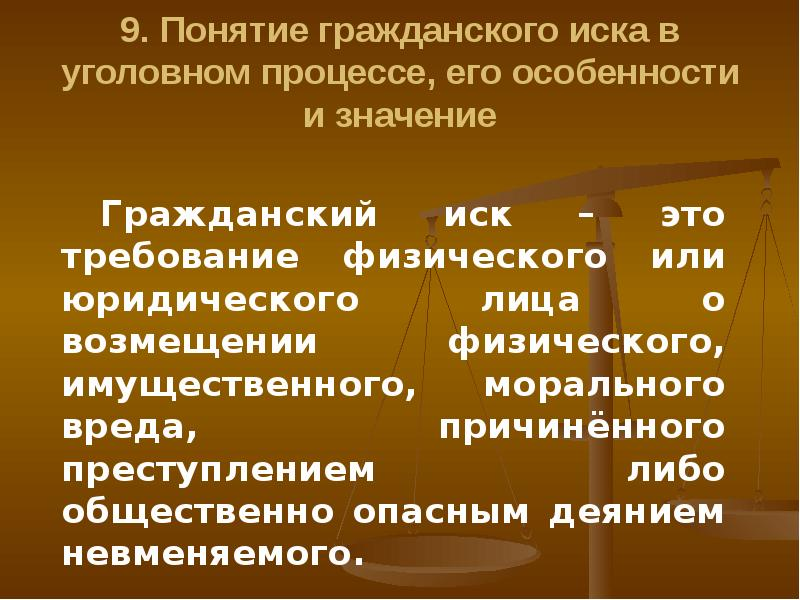 9. Понятие гражданского иска в
уголовном процессе, его особенности
и значение
Гражданский иск – это
требование физического или
юридического лица о
возмещении физического,
имущественного, морального
вреда, причинённого
преступлением либо
общественно опасным деянием
невменяемого.